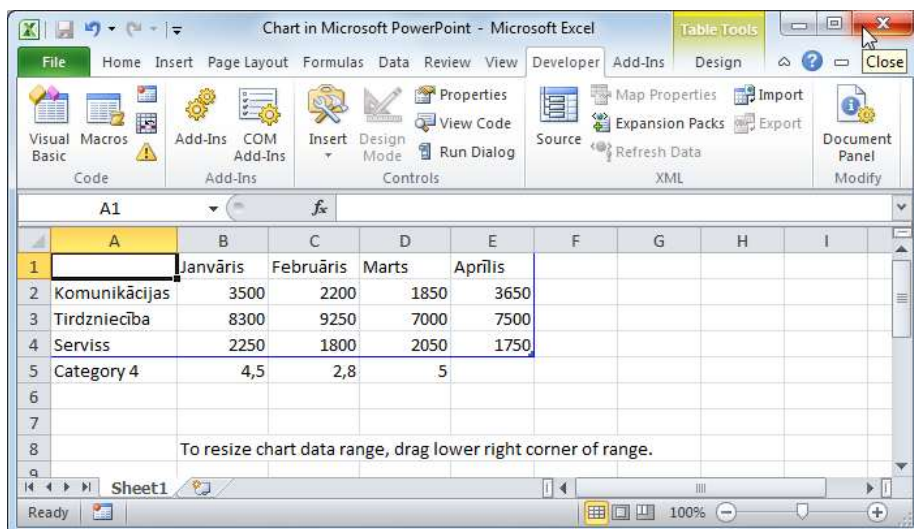 Chart in Microsoft PowerPoint - Microsoft Excel
Table Tools
File Home Insert Page Layout Formulas Data Review View Developer Add-Ins Design
Close
Visual Basic
Macros
Code
Add-Ins
COM Add-Ins
Add-Ins
Insert
Design Mode
Properties
View Code
Run Dialog
Controls
Source
Map Properties
Expansion Packs
Refresh Data
Import
Export
XML
Document Panel
Modify
A1 fx
A B C D E F G H I
1 Janvāris Februāris Marts Aprīlis
2 Komunikācijas 3500 2200 1850 3650
3 Tirdzniecība 8300 9250 7000 7500
4 Serviss 2250 1800 2050 1750
5 Category 4 4,5 2,8 5
6
7
8 To resize chart data range, drag lower right corner of range.
9
Sheet1
Ready 100%